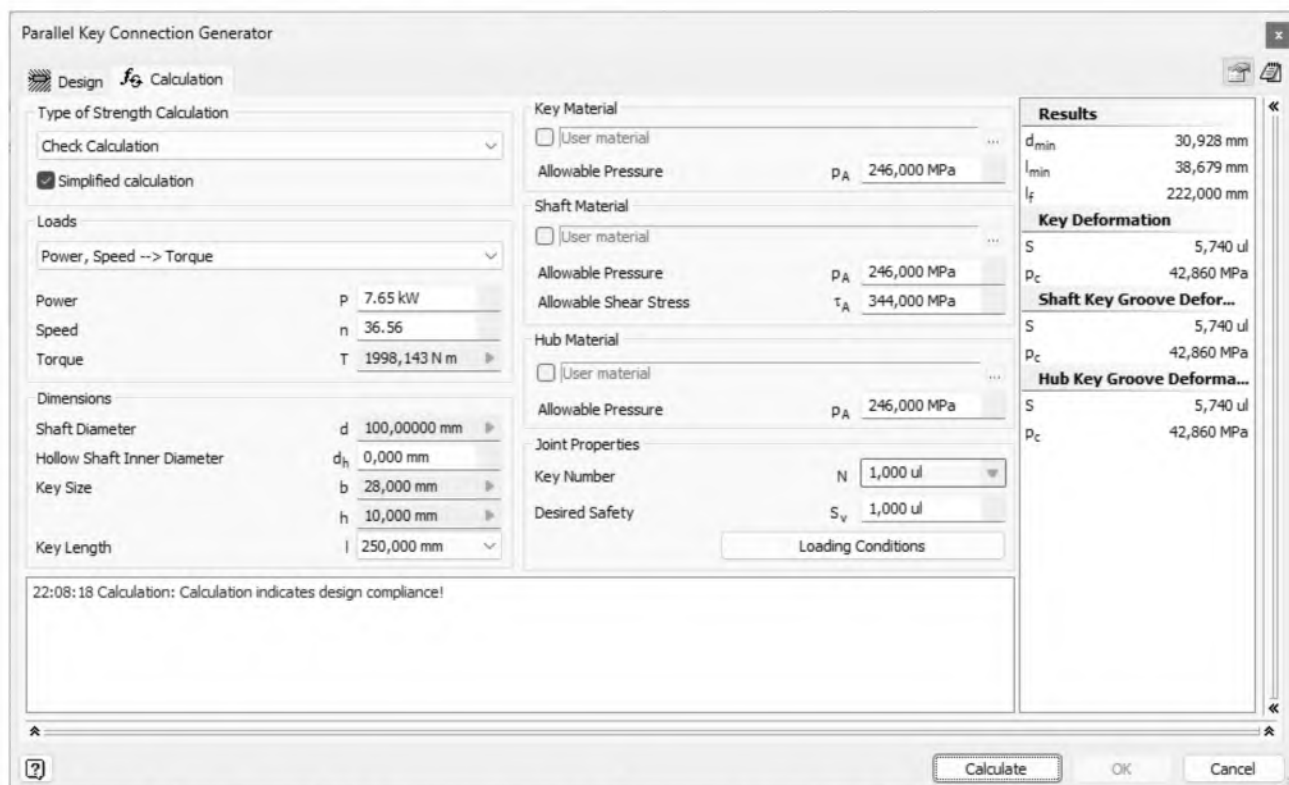 Parallel Key Connection Generator
x
Design
Calculation
Type of Strength Calculation
Check Calculation
Simplified calculation
Loads
Power, Speed --> Torque
Power P 7.65 kW
Speed n 36.56
Torque T 1998,143 N m
Dimensions
Shaft Diameter d 100,00000 mm
Hollow Shaft Inner Diameter dh 0,000 mm
Key Size b 28,000 mm
h 10,000 mm
Key Length l 250,000 mm
Key Material
User material ...
Allowable Pressure pA 246,000 MPa
Shaft Material
User material ...
Allowable Pressure pA 246,000 MPa
Allowable Shear Stress τA 344,000 MPa
Hub Material
User material ...
Allowable Pressure pA 246,000 MPa
Joint Properties
Key Number N 1,000 ul
Desired Safety Sv 1,000 ul
Loading Conditions
Results
dmin 30,928 mm
lmin 38,679 mm
lf 222,000 mm
Key Deformation
S 5,740 ul
pc 42,860 MPa
Shaft Key Groove Defor...
S 5,740 ul
pc 42,860 MPa
Hub Key Groove Deforma...
S 5,740 ul
pc 42,860 MPa
22:08:18 Calculation: Calculation indicates design compliance!
?
Calculate
OK
Cancel